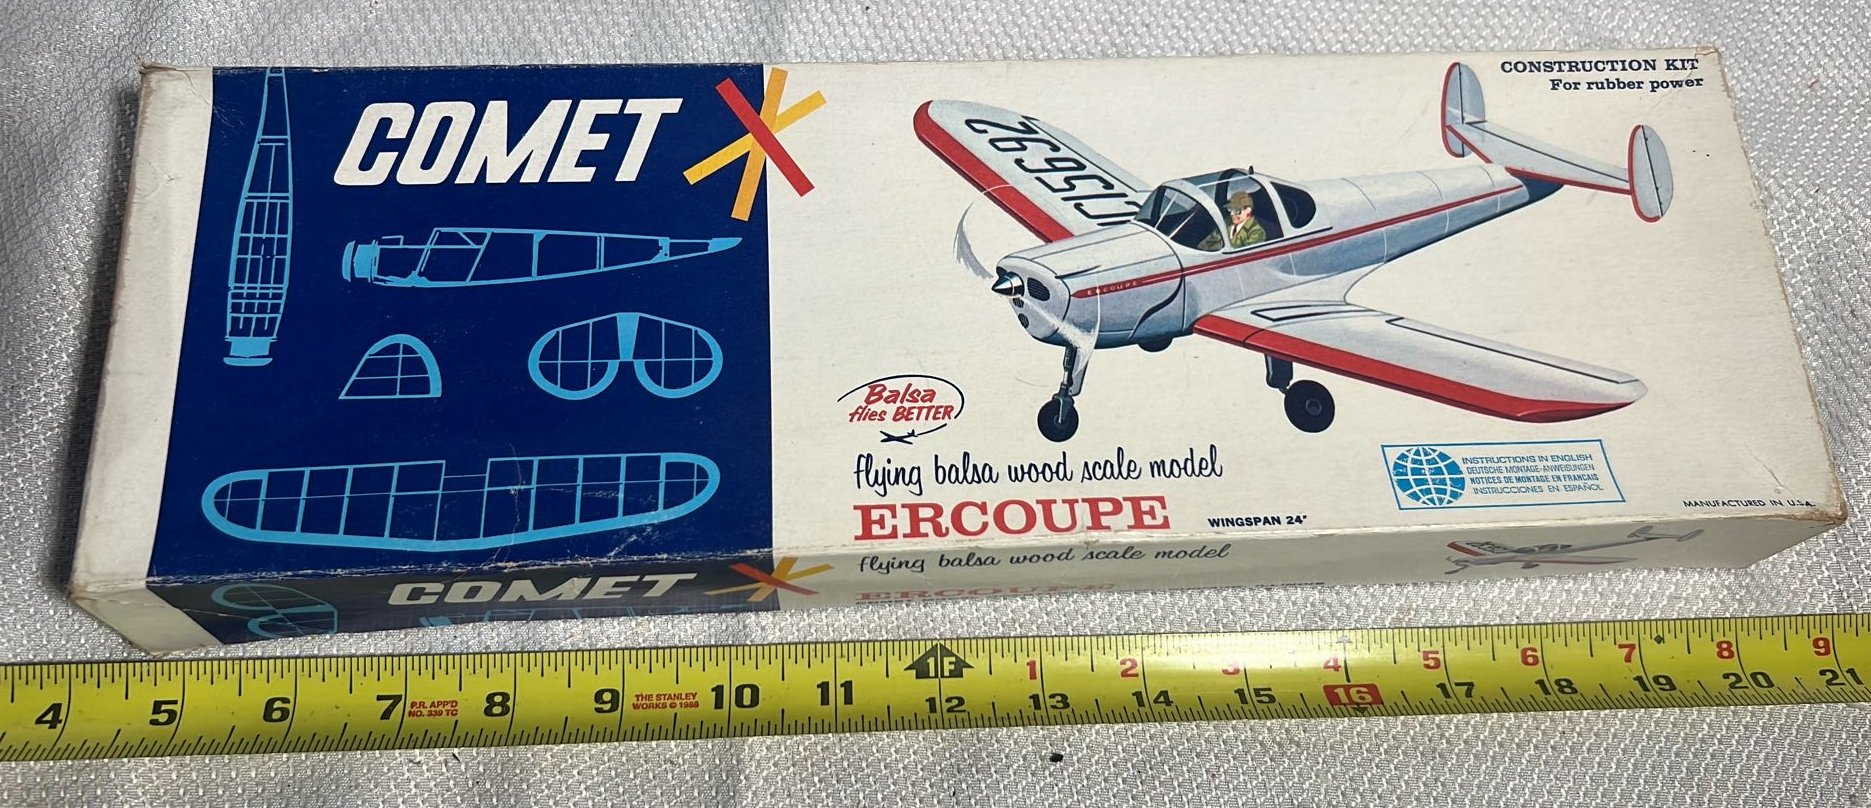 COMET
CONSTRUCTION KIT
For rubber power
ERCOUPE
Balsa
flies BETTER
flying balsa wood scale model
ERCOUPE
WINGSPAN 24"
INSTRUCTIONS IN ENGLISH
DEUTSCHE MONTAGE-ANWEISUNGEN
NOTICES DE MONTAGE EN FRANCAIS
INSTRUCCIONES EN ESPAÑOL
MANUFACTURED IN U.S.A.
COMET
flying balsa wood scale model
ERCOUPE
1F 1 2 3 4 5 6 7 8 9
4 5 6 7 8 9 10 11 12 13 14 15 16 17 18 19 20 21
P.R. APP'D
NO. 339 TC
THE STANLEY
WORKS © 1988